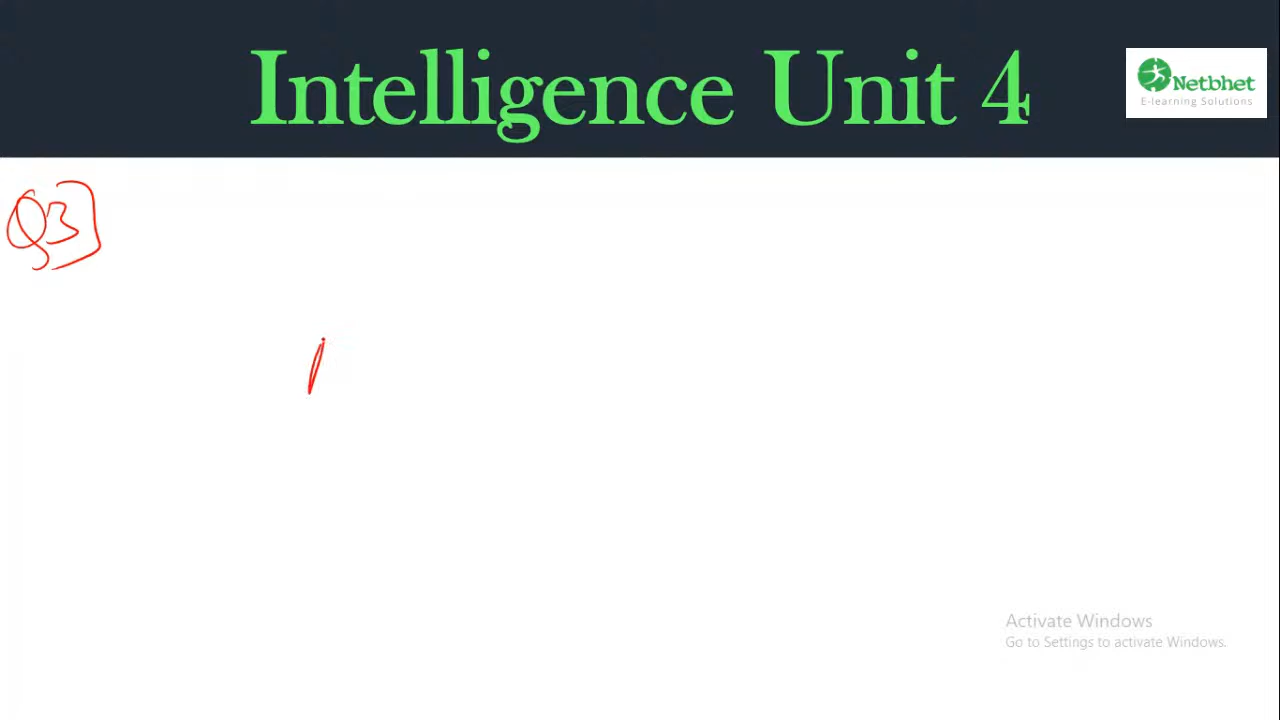 Intelligence Unit 4
Netbhet
E-learning Solutions
Q3]
Activate Windows
Go to Settings to activate Windows.